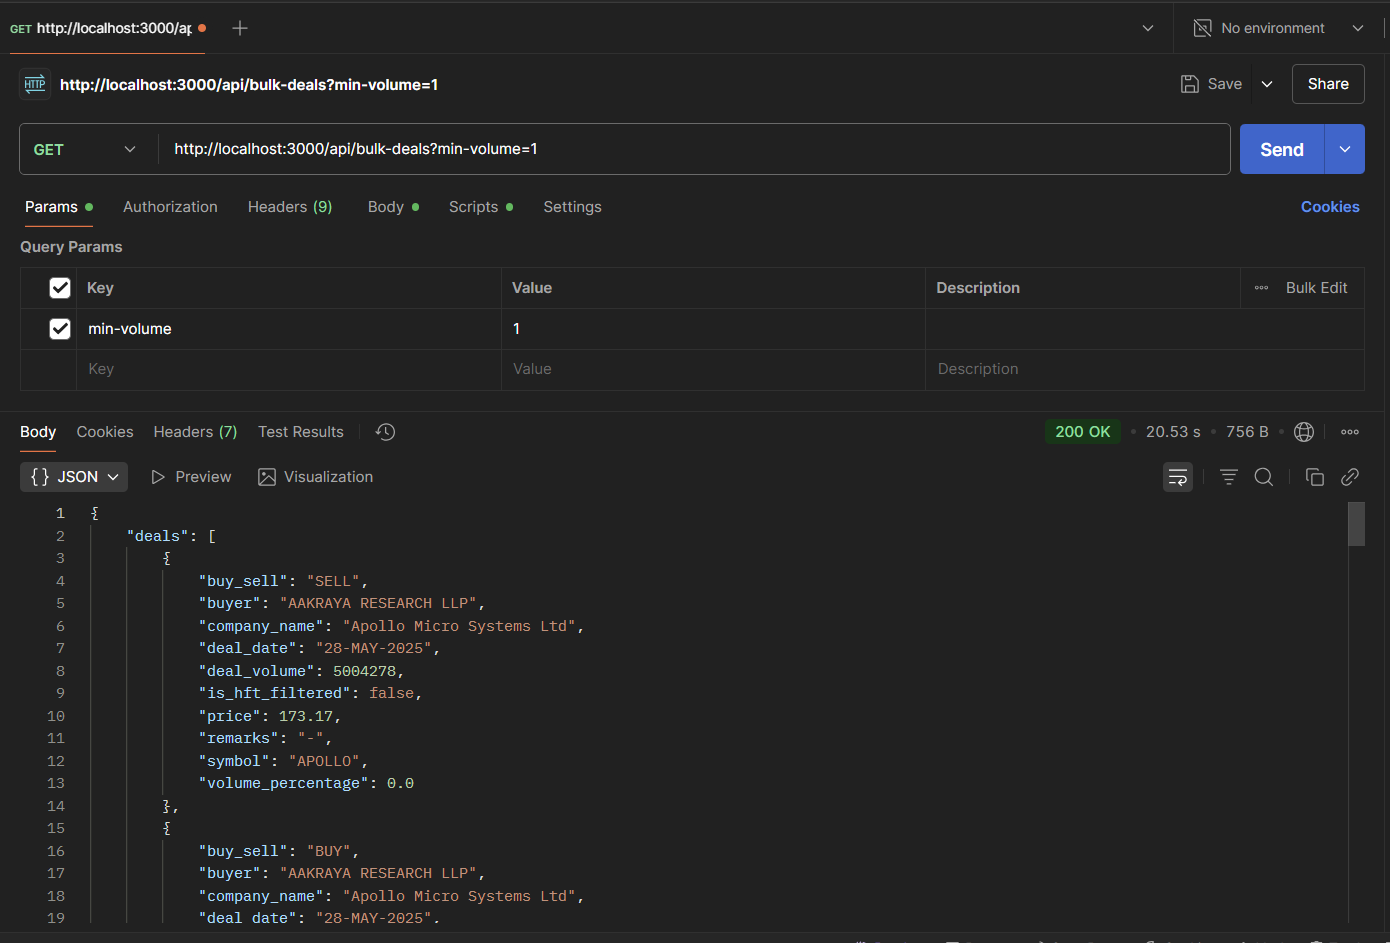 GET http://localhost:3000/ap
No environment
HTTP http://localhost:3000/api/bulk-deals?min-volume=1
Save
Share
GET http://localhost:3000/api/bulk-deals?min-volume=1
Send
Params Authorization Headers (9) Body Scripts Settings Cookies
Query Params
Key Value Description Bulk Edit
min-volume 1
Key Value Description
Body Cookies Headers (7) Test Results 200 OK 20.53 s 756 B
{} JSON Preview Visualization
1 {
2 "deals": [
3 {
4 "buy_sell": "SELL",
5 "buyer": "AAKRAYA RESEARCH LLP",
6 "company_name": "Apollo Micro Systems Ltd",
7 "deal_date": "28-MAY-2025",
8 "deal_volume": 5004278,
9 "is_hft_filtered": false,
10 "price": 173.17,
11 "remarks": "-",
12 "symbol": "APOLLO",
13 "volume_percentage": 0.0
14 },
15 {
16 "buy_sell": "BUY",
17 "buyer": "AAKRAYA RESEARCH LLP",
18 "company_name": "Apollo Micro Systems Ltd",
19 "deal_date": "28-MAY-2025",